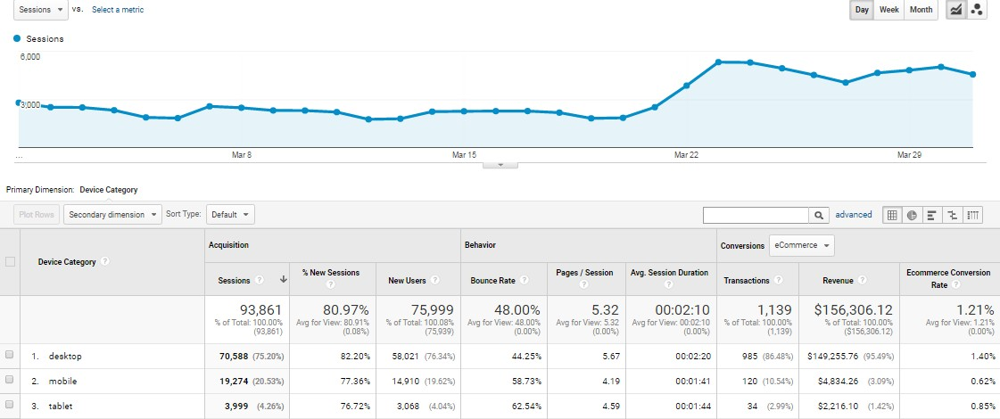 Sessions vs. Select a metric Day Week Month
Sessions
6,000
3,000
... Mar 8 Mar 15 Mar 22 Mar 29
Primary Dimension: Device Category
Plot Rows Secondary dimension Sort Type: Default advanced
Acquisition Behavior Conversions eCommerce
Device Category ? Sessions ? % New Sessions ? New Users ? Bounce Rate ? Pages / Session ? Avg. Session Duration ? Transactions ? Revenue ? Ecommerce Conversion Rate ?
93,861 80.97% 75,999 48.00% 5.32 00:02:10 1,139 $156,306.12 1.21%
% of Total: 100.00% Avg for View: 80.91% % of Total: 100.08% Avg for View: 48.00% Avg for View: 5.32 Avg for View: 00:02:10 % of Total: 100.00% % of Total: 100.00% Avg for View: 1.21%
(93,861) (0.08%) (75,939) (0.00%) (0.00%) (0.00%) (1,139) ($156,306.12) (0.00%)
1. desktop 70,588 (75.20%) 82.20% 58,021 (76.34%) 44.25% 5.67 00:02:20 985 (86.48%) $149,255.76 (95.49%) 1.40%
2. mobile 19,274 (20.53%) 77.36% 14,910 (19.62%) 58.73% 4.19 00:01:41 120 (10.54%) $4,834.26 (3.09%) 0.62%
3. tablet 3,999 (4.26%) 76.72% 3,068 (4.04%) 62.54% 4.59 00:01:44 34 (2.99%) $2,216.10 (1.42%) 0.85%